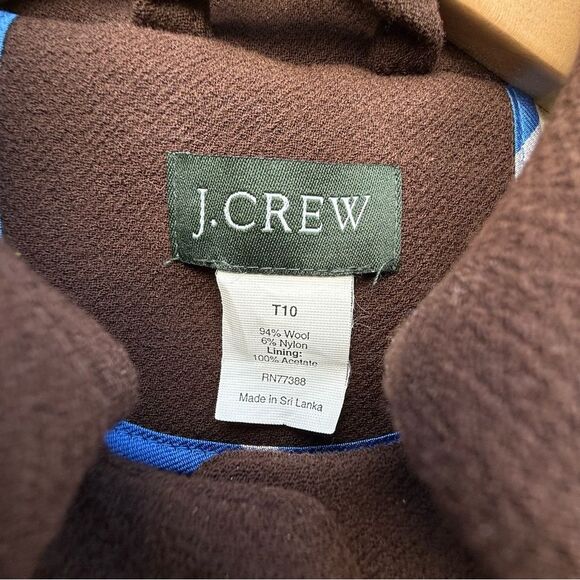 J.CREW
T10
94% Wool
6% Nylon
Lining:
100% Acetate
RN77388
Made in Sri Lanka